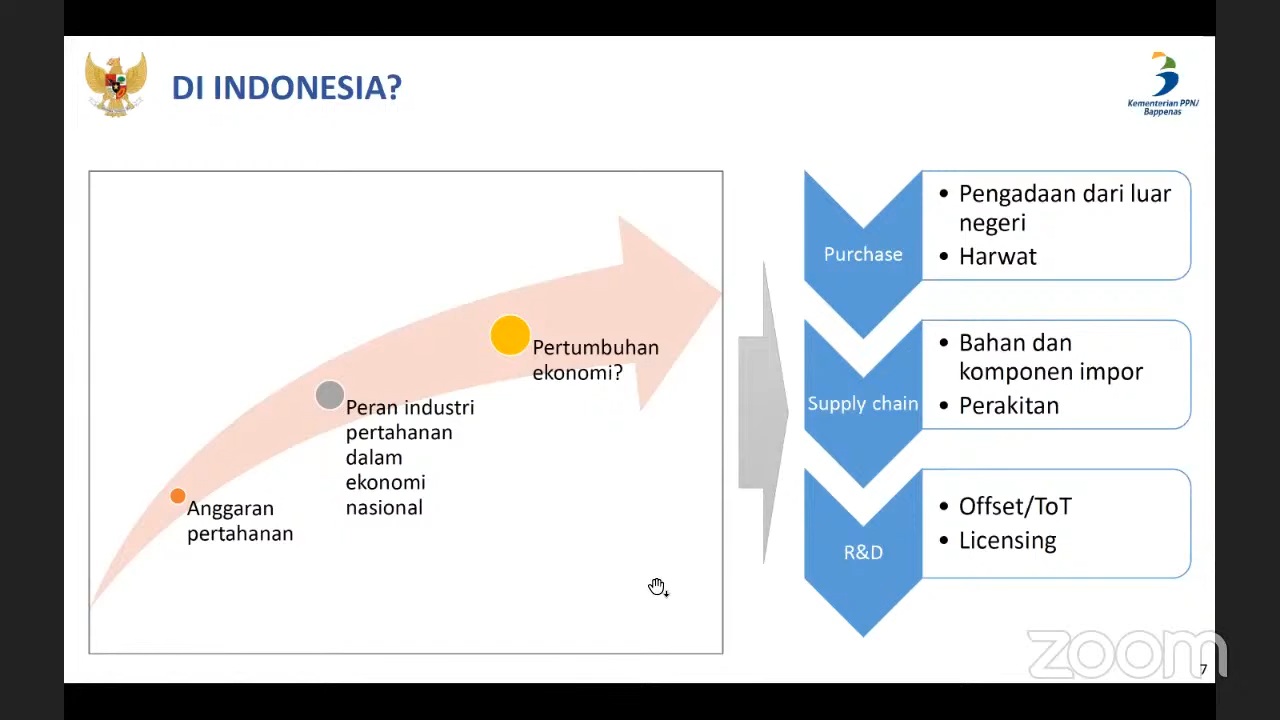 DI INDONESIA?
Kementerian PPN/
Bappenas
Anggaran
pertahanan
Peran industri
pertahanan
dalam
ekonomi
nasional
Pertumbuhan
ekonomi?
Purchase
• Pengadaan dari luar
negeri
• Harwat
Supply chain
• Bahan dan
komponen impor
• Perakitan
R&D
• Offset/ToT
• Licensing
zoom
7